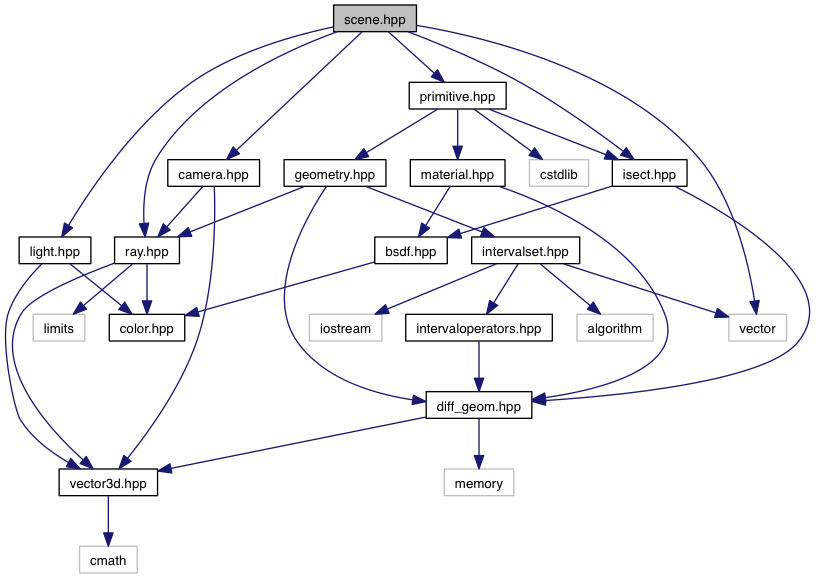 scene.hpp
primitive.hpp
camera.hpp
geometry.hpp
material.hpp
cstdlib
isect.hpp
light.hpp
ray.hpp
bsdf.hpp
intervalset.hpp
limits
color.hpp
iostream
intervaloperators.hpp
algorithm
vector
diff_geom.hpp
vector3d.hpp
memory
cmath